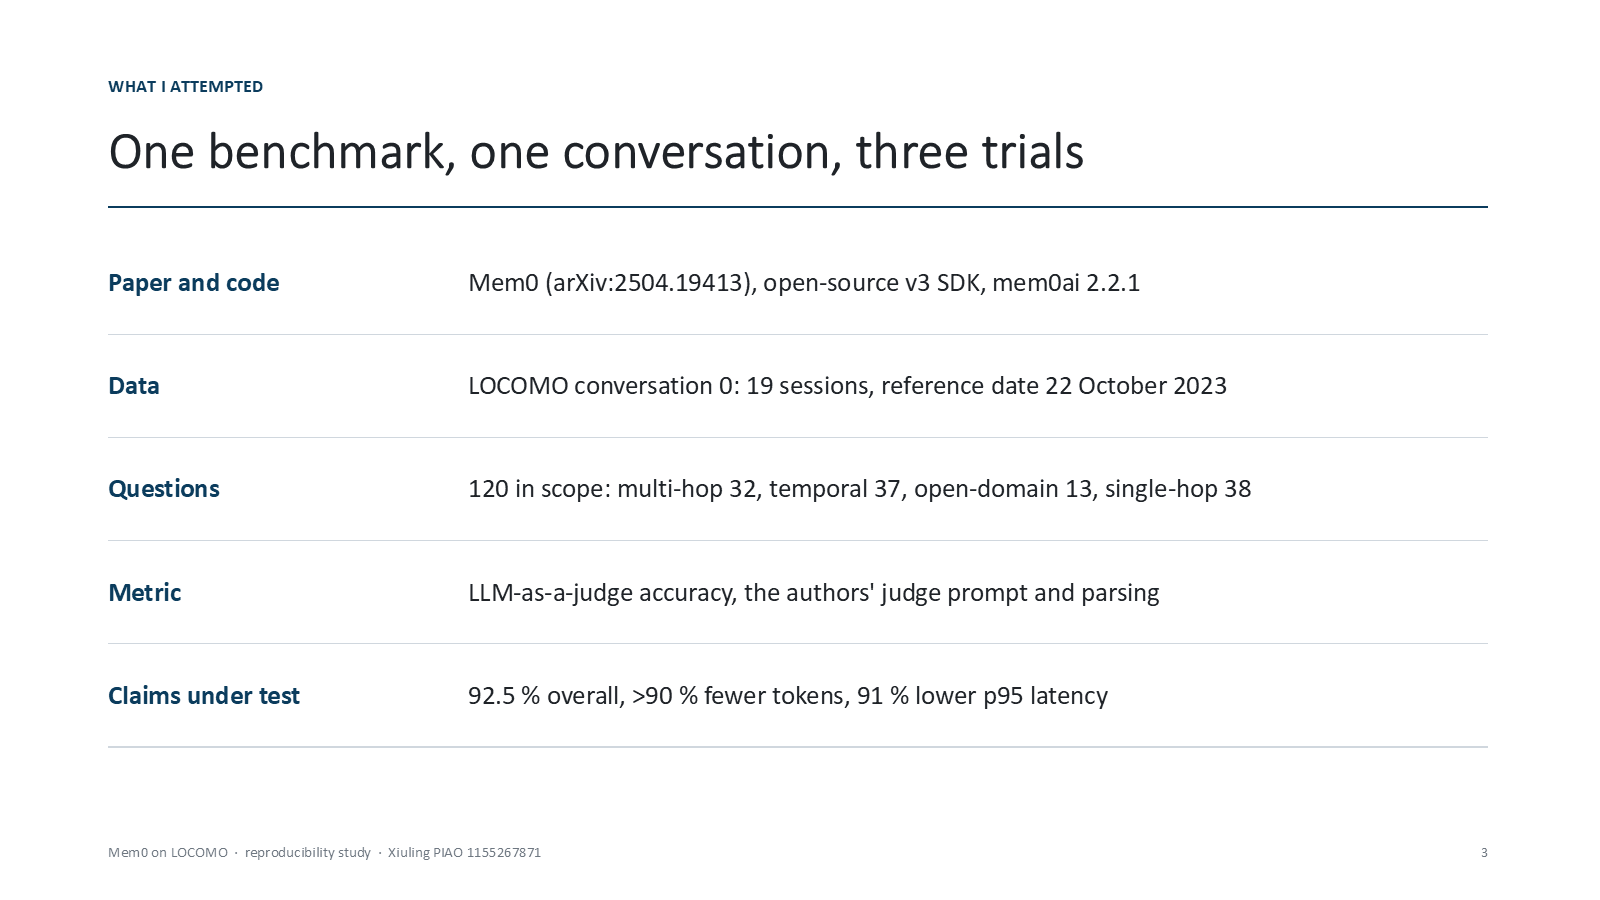 WHAT I ATTEMPTED
One benchmark, one conversation, three trials
Paper and code
Mem0 (arXiv:2504.19413), open-source v3 SDK, mem0ai 2.2.1
Data
LOCOMO conversation 0: 19 sessions, reference date 22 October 2023
Questions
120 in scope: multi-hop 32, temporal 37, open-domain 13, single-hop 38
Metric
LLM-as-a-judge accuracy, the authors' judge prompt and parsing
Claims under test
92.5 % overall, >90 % fewer tokens, 91 % lower p95 latency
Mem0 on LOCOMO · reproducibility study · Xiuling PIAO 1155267871
3